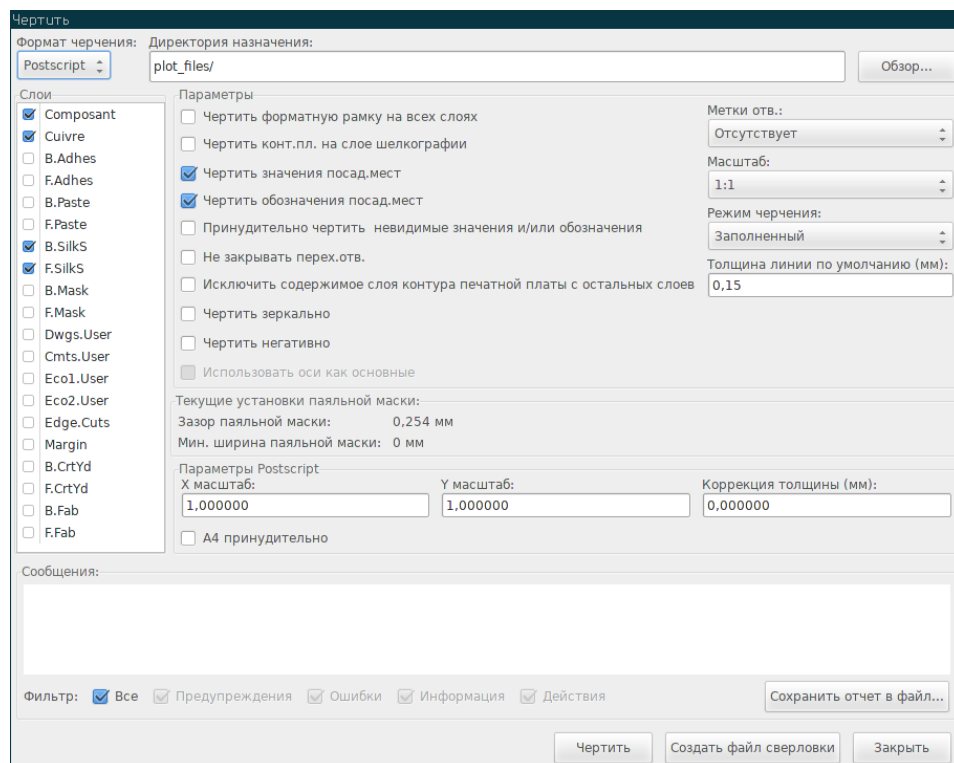 Чертить
Формат черчения: Директория назначения:
Postscript plot_files/ Обзор...
Слои
Composant
Cuivre
B.Adhes
F.Adhes
B.Paste
F.Paste
B.SilkS
F.SilkS
B.Mask
F.Mask
Dwgs.User
Cmts.User
Eco1.User
Eco2.User
Edge.Cuts
Margin
B.CrtYd
F.CrtYd
B.Fab
F.Fab
Параметры
Чертить форматную рамку на всех слоях
Чертить конт.пл. на слое шелкографии
Чертить значения посад.мест
Чертить обозначения посад.мест
Принудительно чертить невидимые значения и/или обозначения
Не закрывать перех.отв.
Исключить содержимое слоя контура печатной платы с остальных слоев
Чертить зеркально
Чертить негативно
Использовать оси как основные
Метки отв.:
Отсутствует
Масштаб:
1:1
Режим черчения:
Заполненный
Толщина линии по умолчанию (мм):
0,15
Текущие установки паяльной маски:
Зазор паяльной маски: 0,254 мм
Мин. ширина паяльной маски: 0 мм
Параметры Postscript
X масштаб: Y масштаб: Коррекция толщины (мм):
1,000000 1,000000 0,000000
A4 принудительно
Сообщения:
Фильтр: Все Предупреждения Ошибки Информация Действия Сохранить отчет в файл...
Чертить Создать файл сверловки Закрыть